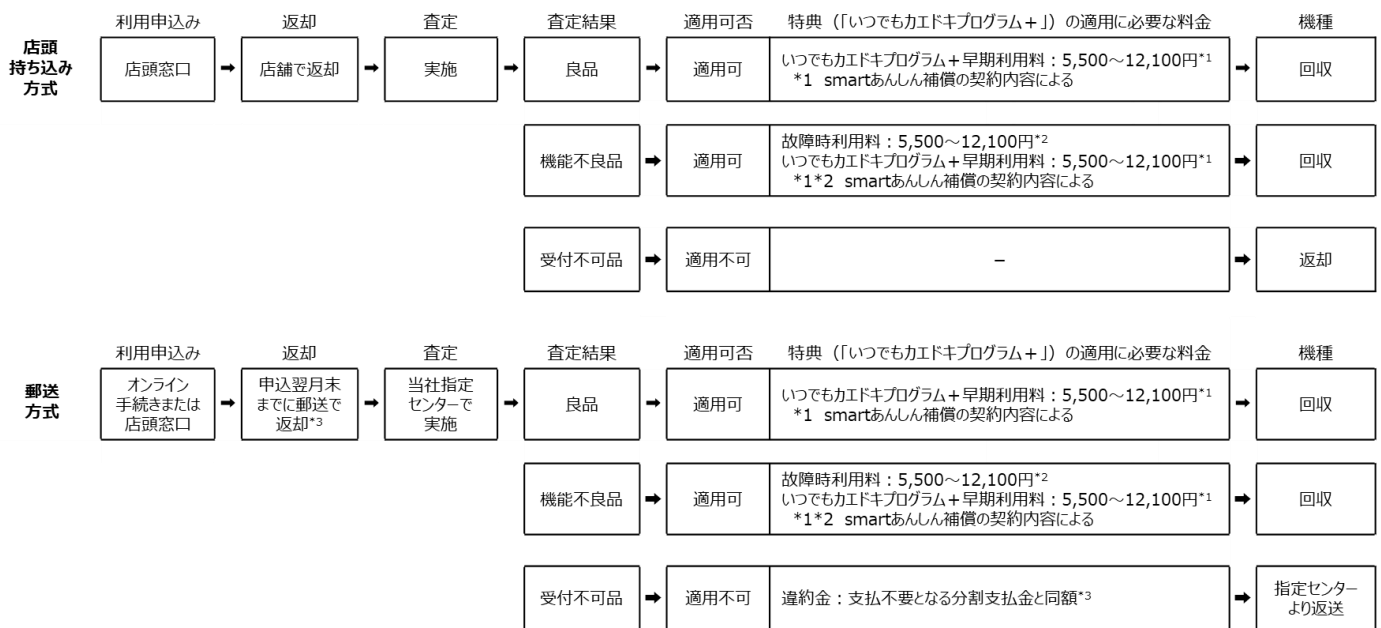 利用申込み 返却 査定 査定結果 適用可否 特典（「いつでもカエドキプログラム＋」）の適用に必要な料金 機種
店頭
持ち込み
方式
店頭窓口 ➡ 店舗で返却 ➡ 実施 ➡ 良品 ➡ 適用可
いつでもカエドキプログラム＋早期利用料：5,500～12,100円*1
*1 smartあんしん補償の契約内容による
➡ 回収
機能不良品 ➡ 適用可
故障時利用料：5,500～12,100円*2
いつでもカエドキプログラム＋早期利用料：5,500～12,100円*1
*1*2 smartあんしん補償の契約内容による
➡ 回収
受付不可品 ➡ 適用不可 － ➡ 返却
利用申込み 返却 査定 査定結果 適用可否 特典（「いつでもカエドキプログラム＋」）の適用に必要な料金 機種
郵送
方式
オンライン
手続きまたは
店頭窓口
➡
申込翌月末
までに郵送で
返却*3
➡
当社指定
センターで
実施
➡ 良品 ➡ 適用可
いつでもカエドキプログラム＋早期利用料：5,500～12,100円*1
*1 smartあんしん補償の契約内容による
➡ 回収
機能不良品 ➡ 適用可
故障時利用料：5,500～12,100円*2
いつでもカエドキプログラム＋早期利用料：5,500～12,100円*1
*1*2 smartあんしん補償の契約内容による
➡ 回収
受付不可品 ➡ 適用不可 違約金：支払不要となる分割支払金と同額*3 ➡
指定センター
より返送